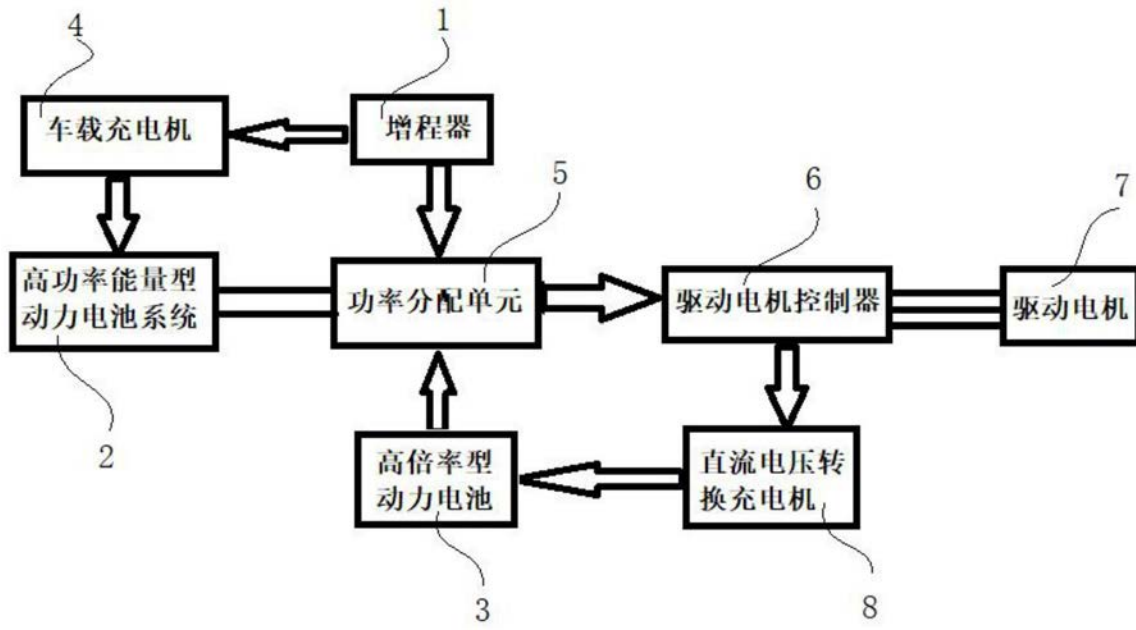 4
1
车载充电机
增程器
5
6
7
高功率能量型
动力电池系统
功率分配单元
驱动电机控制器
驱动电机
2
高倍率型
动力电池
直流电压转
换充电机
3
8